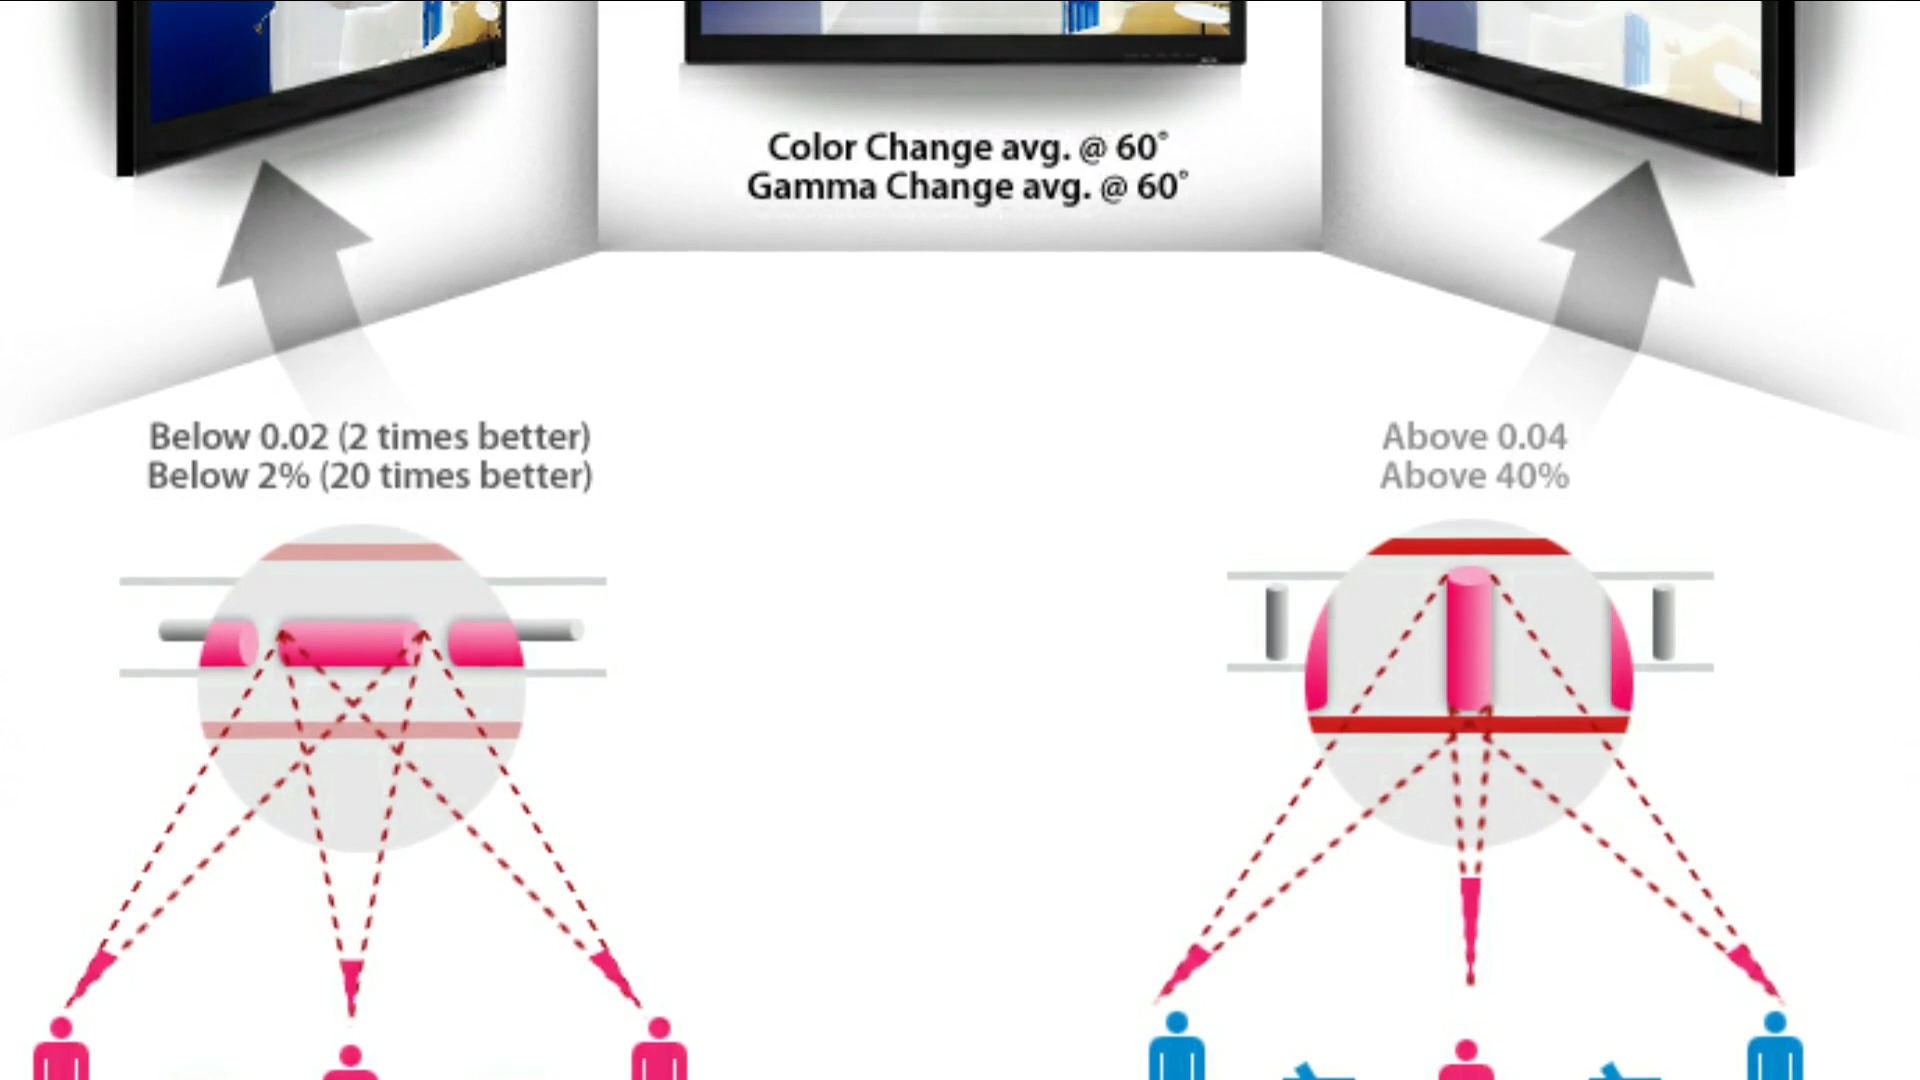 Color Change avg. @ 60°
Gamma Change avg. @ 60°
Below 0.02 (2 times better)
Below 2% (20 times better)
Above 0.04
Above 40%